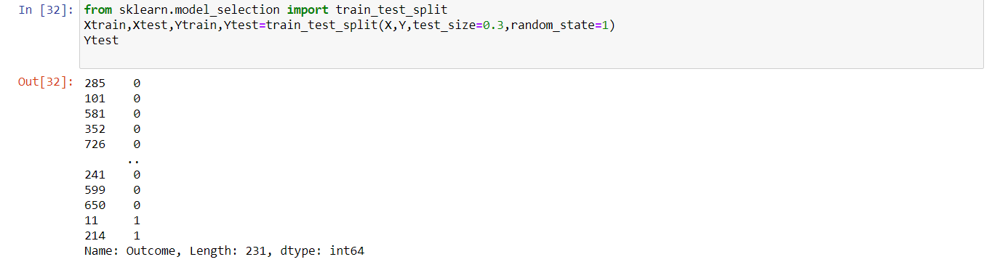 In [32]: from sklearn.model_selection import train_test_split
Xtrain,Xtest,Ytrain,Ytest=train_test_split(X,Y,test_size=0.3,random_state=1)
Ytest
Out[32]: 285    0
101    0
581    0
352    0
726    0
..
241    0
599    0
650    0
11     1
214    1
Name: Outcome, Length: 231, dtype: int64